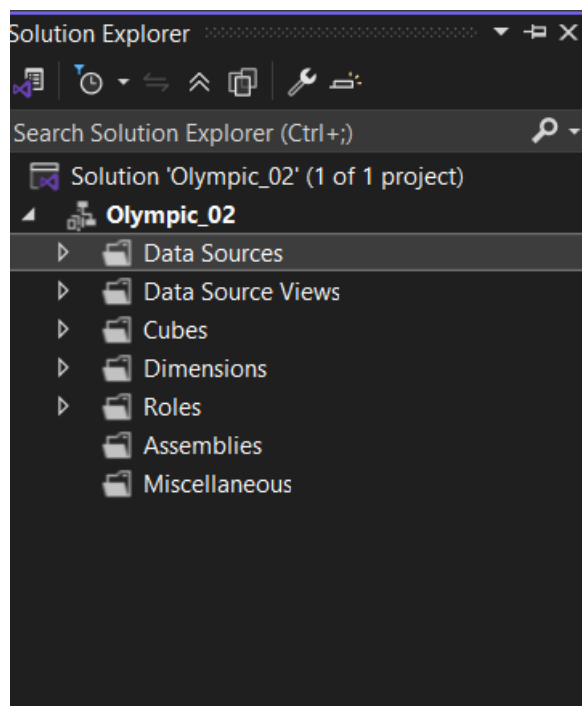 Solution Explorer
Search Solution Explorer (Ctrl+;)
Solution 'Olympic_02' (1 of 1 project)
Olympic_02
Data Sources
Data Source Views
Cubes
Dimensions
Roles
Assemblies
Miscellaneous